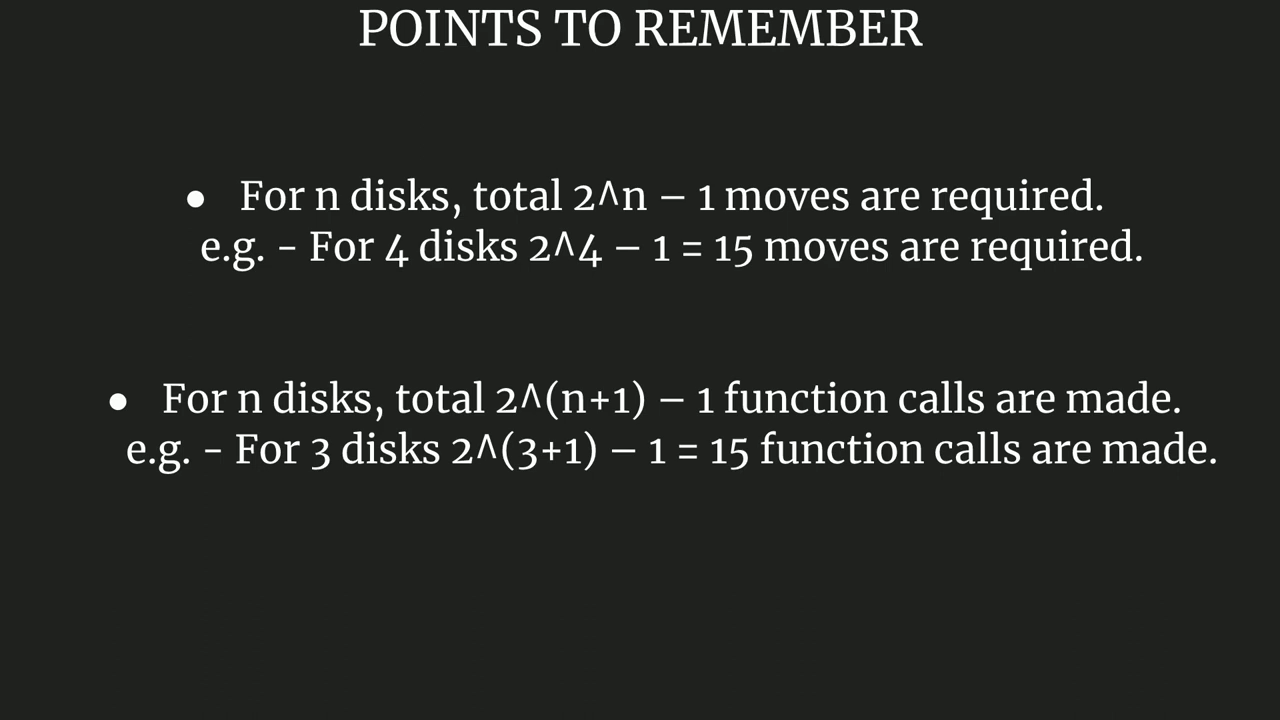 POINTS TO REMEMBER
● For n disks, total 2^n – 1 moves are required.
e.g. - For 4 disks 2^4 – 1 = 15 moves are required.
● For n disks, total 2^(n+1) – 1 function calls are made.
e.g. - For 3 disks 2^(3+1) – 1 = 15 function calls are made.